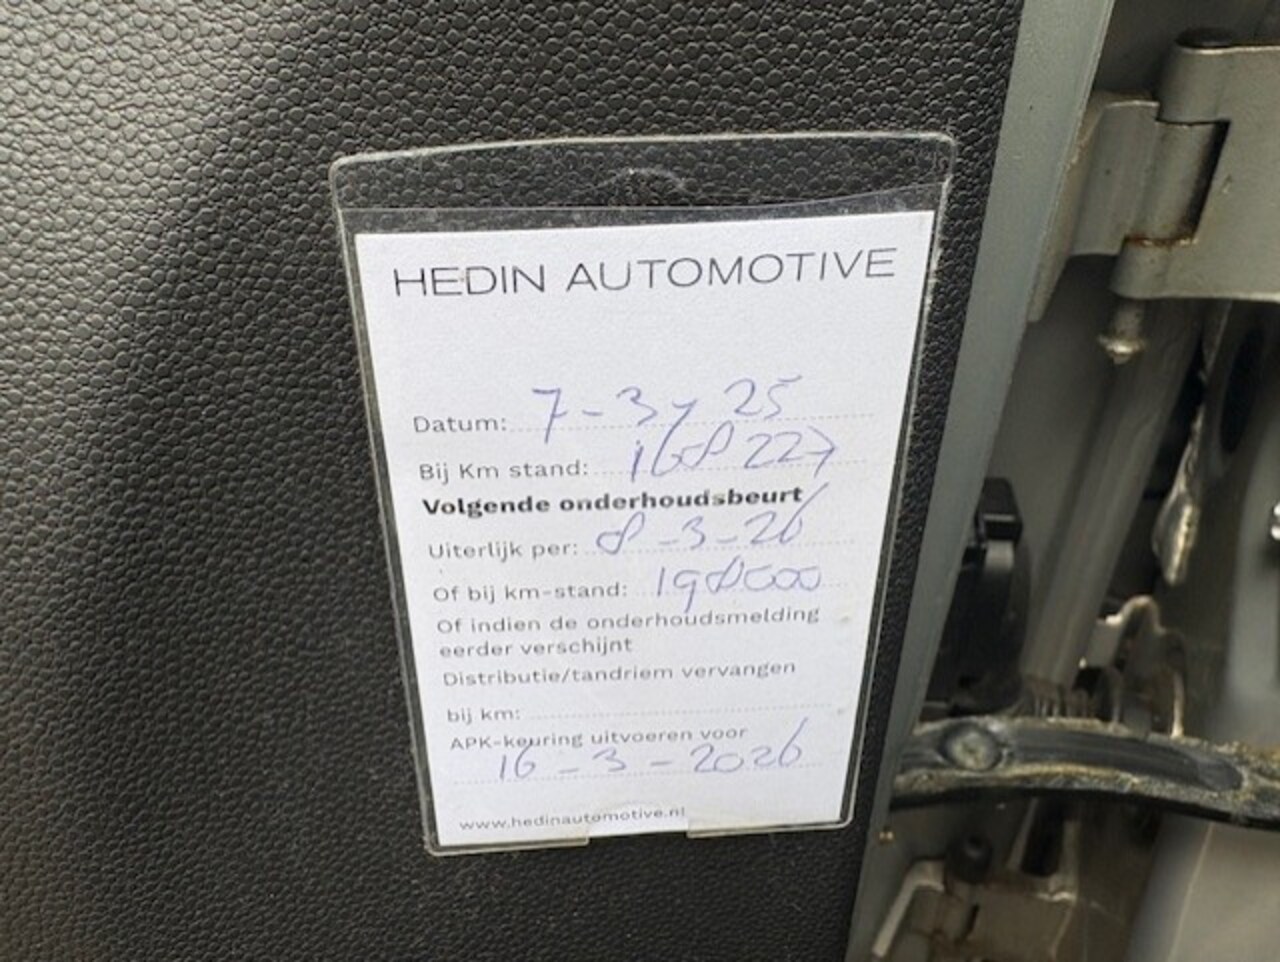 HEDIN AUTOMOTIVE
Datum: 7-3-25
Bij Km stand: 168227
Volgende onderhoudsbeurt
Uiterlijk per: 8-3-26
Of bij km-stand: 198000
Of indien de onderhoudsmelding
eerder verschijnt
Distributie/tandriem vervangen
bij km:
APK-keuring uitvoeren voor
16-3-2026
www.hedinautomotive.nl